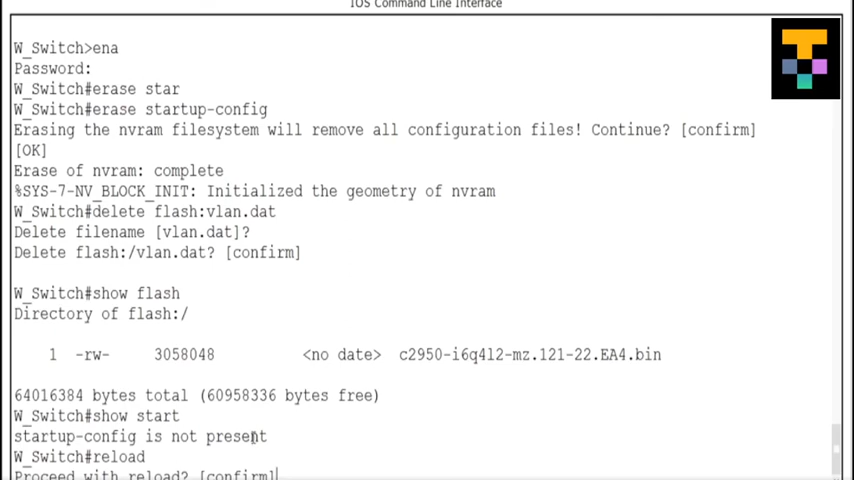 IOS Command Line Interface
W_Switch>ena
Password:
W_Switch#erase star
W_Switch#erase startup-config
Erasing the nvram filesystem will remove all configuration files! Continue? [confirm]
[OK]
Erase of nvram: complete
%SYS-7-NV_BLOCK_INIT: Initialized the geometry of nvram
W_Switch#delete flash:vlan.dat
Delete filename [vlan.dat]?
Delete flash:/vlan.dat? [confirm]
W_Switch#show flash
Directory of flash:/
1 -rw- 3058048 <no date> c2950-i6q4l2-mz.121-22.EA4.bin
64016384 bytes total (60958336 bytes free)
W_Switch#show start
startup-config is not present
W_Switch#reload
Proceed with reload? [confirm]